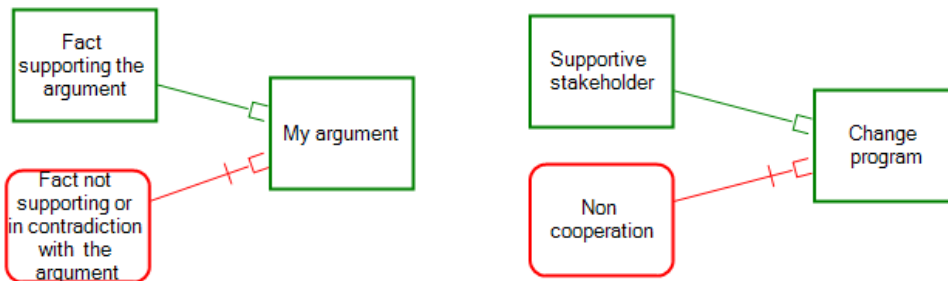 Fact
supporting the
argument
My argument
Fact not
supporting or
in contradiction
with the
argument
Supportive
stakeholder
Change
program
Non
cooperation